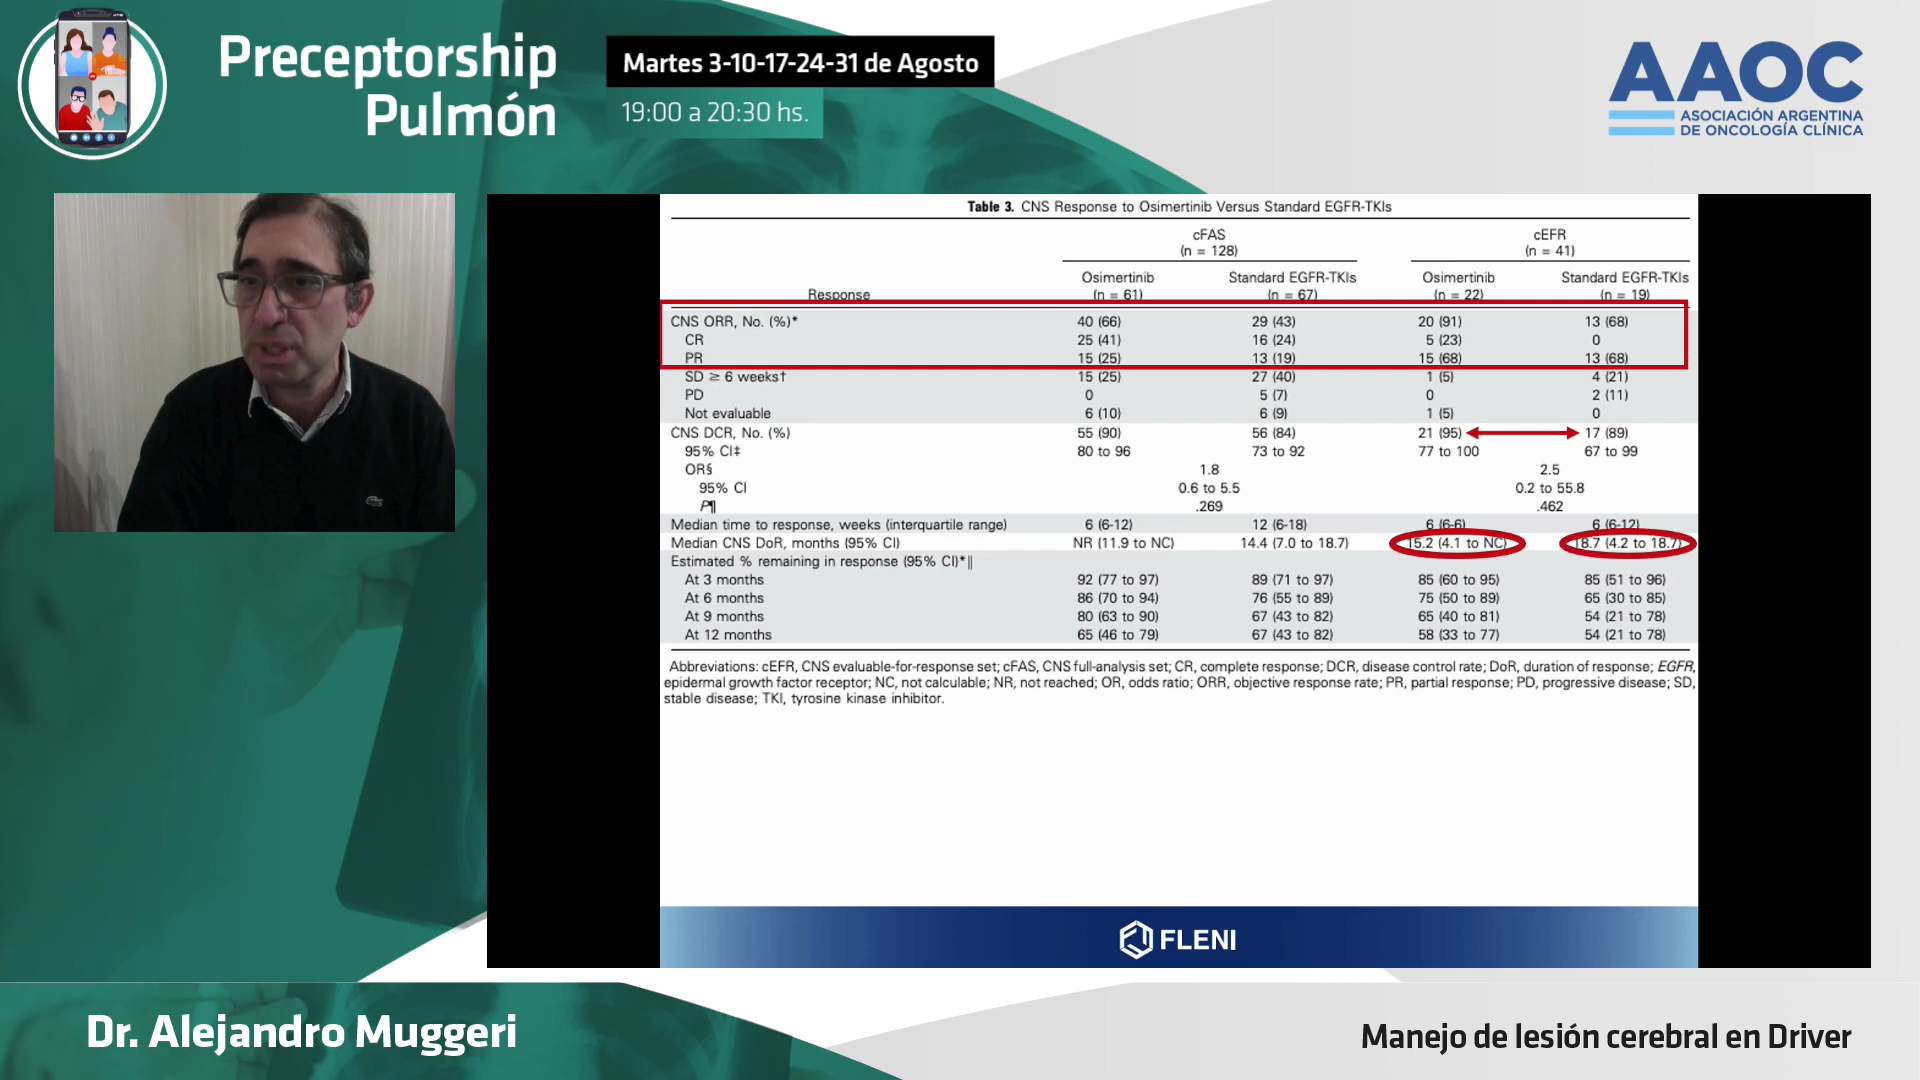 Preceptorship
Pulmón
Martes 3-10-17-24-31 de Agosto
19:00 a 20:30 hs.
AAOC
ASOCIACIÓN ARGENTINA
DE ONCOLOGÍA CLÍNICA
Table 3. CNS Response to Osimertinib Versus Standard EGFR-TKIs
cFAS cEFR
(n = 128) (n = 41)
Osimertinib Standard EGFR-TKIs Osimertinib Standard EGFR-TKIs
Response (n = 61) (n = 67) (n = 22) (n = 19)
CNS ORR, No. (%)* 40 (66) 29 (43) 20 (91) 13 (68)
CR 25 (41) 16 (24) 5 (23) 0
PR 15 (25) 13 (19) 15 (68) 13 (68)
SD ≥ 6 weeks† 15 (25) 27 (40) 1 (5) 4 (21)
PD 0 5 (7) 0 2 (11)
Not evaluable 6 (10) 6 (9) 1 (5) 0
CNS DCR, No. (%) 55 (90) 56 (84) 21 (95) 17 (89)
95% CI‡ 80 to 96 73 to 92 77 to 100 67 to 99
OR§ 1.8 2.5
95% CI 0.6 to 5.5 0.2 to 55.8
P¶ .269 .462
Median time to response, weeks (interquartile range) 6 (6-12) 12 (6-18) 6 (6-6) 6 (6-12)
Median CNS DoR, months (95% CI) NR (11.9 to NC) 14.4 (7.0 to 18.7) 15.2 (4.1 to NC) 18.7 (4.2 to 18.7)
Estimated % remaining in response (95% CI)*‖
At 3 months 92 (77 to 97) 89 (71 to 97) 85 (60 to 95) 85 (51 to 96)
At 6 months 86 (70 to 94) 76 (55 to 89) 75 (50 to 89) 65 (30 to 85)
At 9 months 80 (63 to 90) 67 (43 to 82) 65 (40 to 81) 54 (21 to 78)
At 12 months 65 (46 to 79) 67 (43 to 82) 58 (33 to 77) 54 (21 to 78)
Abbreviations: cEFR, CNS evaluable-for-response set; cFAS, CNS full-analysis set; CR, complete response; DCR, disease control rate; DoR, duration of response; EGFR,
epidermal growth factor receptor; NC, not calculable; NR, not reached; OR, odds ratio; ORR, objective response rate; PR, partial response; PD, progressive disease; SD,
stable disease; TKI, tyrosine kinase inhibitor.
FLENI
Dr. Alejandro Muggeri
Manejo de lesión cerebral en Driver